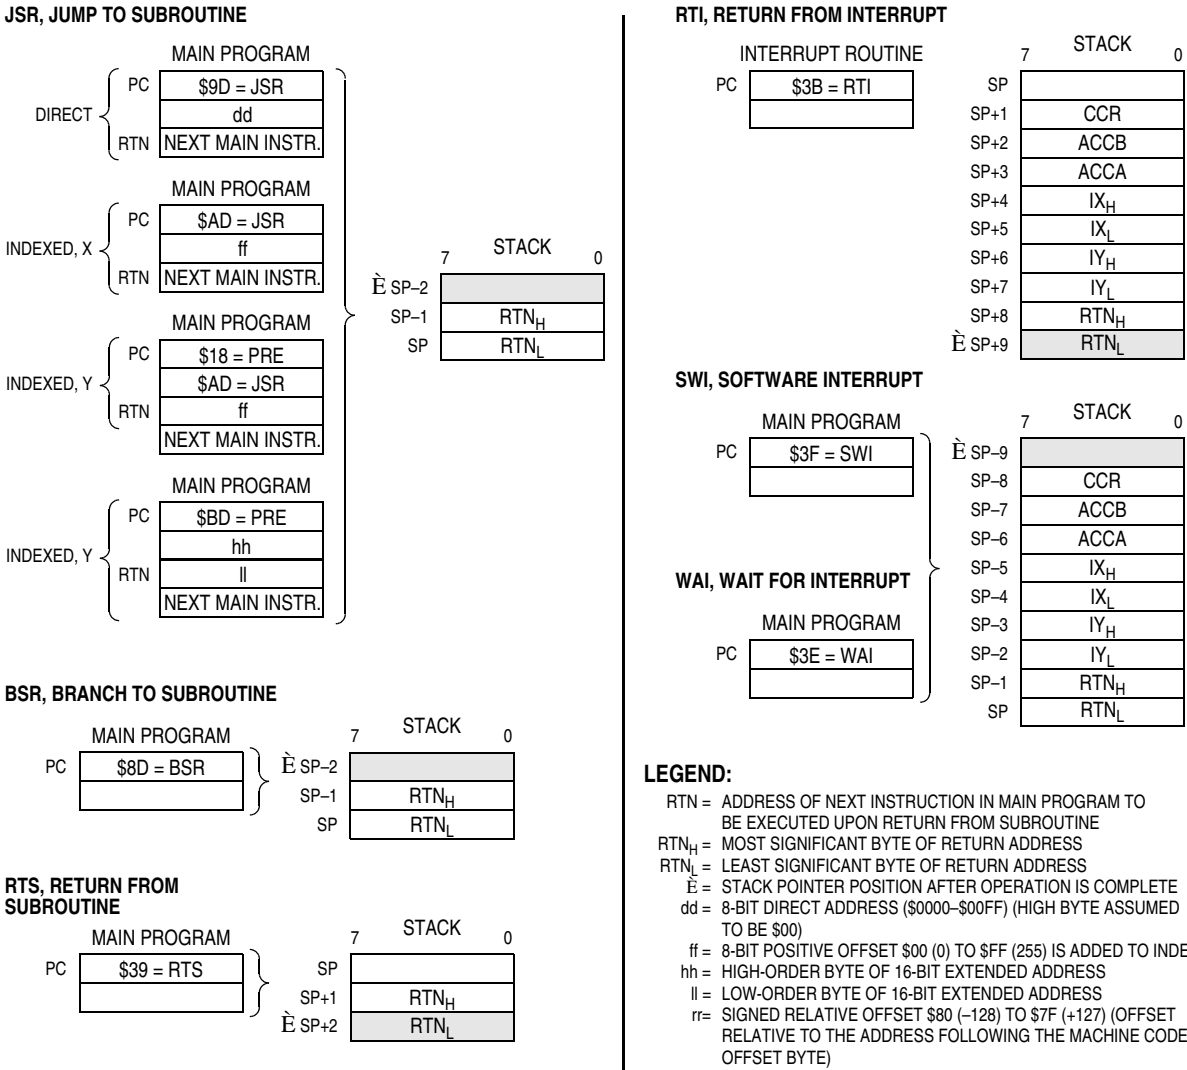 JSR, JUMP TO SUBROUTINE
MAIN PROGRAM
DIRECT
PC
$9D = JSR
dd
RTN
NEXT MAIN INSTR.
MAIN PROGRAM
INDEXED, X
PC
$AD = JSR
ff
RTN
NEXT MAIN INSTR.
MAIN PROGRAM
INDEXED, Y
PC
$18 = PRE
$AD = JSR
RTN
ff
NEXT MAIN INSTR.
MAIN PROGRAM
INDEXED, Y
PC
$BD = PRE
hh
RTN
ll
NEXT MAIN INSTR.
7 STACK 0
È SP–2
SP–1 RTNH
SP RTNL
BSR, BRANCH TO SUBROUTINE
MAIN PROGRAM
PC $8D = BSR
7 STACK 0
È SP–2
SP–1 RTNH
SP RTNL
RTS, RETURN FROM
SUBROUTINE
MAIN PROGRAM
PC $39 = RTS
7 STACK 0
SP
SP+1 RTNH
È SP+2 RTNL
RTI, RETURN FROM INTERRUPT
INTERRUPT ROUTINE
PC $3B = RTI
7 STACK 0
SP
SP+1 CCR
SP+2 ACCB
SP+3 ACCA
SP+4 IXH
SP+5 IXL
SP+6 IYH
SP+7 IYL
SP+8 RTNH
È SP+9 RTNL
SWI, SOFTWARE INTERRUPT
MAIN PROGRAM
PC $3F = SWI
WAI, WAIT FOR INTERRUPT
MAIN PROGRAM
PC $3E = WAI
7 STACK 0
È SP–9
SP–8 CCR
SP–7 ACCB
SP–6 ACCA
SP–5 IXH
SP–4 IXL
SP–3 IYH
SP–2 IYL
SP–1 RTNH
SP RTNL
LEGEND:
RTN = ADDRESS OF NEXT INSTRUCTION IN MAIN PROGRAM TO
BE EXECUTED UPON RETURN FROM SUBROUTINE
RTNH = MOST SIGNIFICANT BYTE OF RETURN ADDRESS
RTNL = LEAST SIGNIFICANT BYTE OF RETURN ADDRESS
È = STACK POINTER POSITION AFTER OPERATION IS COMPLETE
dd = 8-BIT DIRECT ADDRESS ($0000–$00FF) (HIGH BYTE ASSUMED
TO BE $00)
ff = 8-BIT POSITIVE OFFSET $00 (0) TO $FF (255) IS ADDED TO INDE
hh = HIGH-ORDER BYTE OF 16-BIT EXTENDED ADDRESS
ll = LOW-ORDER BYTE OF 16-BIT EXTENDED ADDRESS
rr= SIGNED RELATIVE OFFSET $80 (–128) TO $7F (+127) (OFFSET
RELATIVE TO THE ADDRESS FOLLOWING THE MACHINE CODE
OFFSET BYTE)